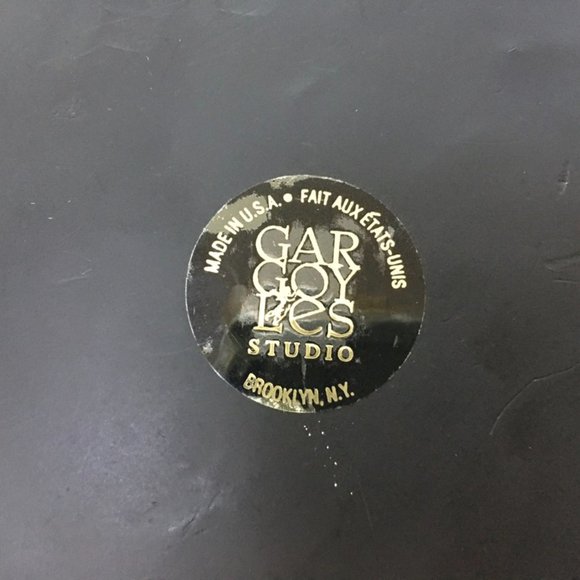 MADE IN U.S.A. • FAIT AUX ÉTATS-UNIS
GAR
GOY
LES
STUDIO
BROOKLYN, N.Y.